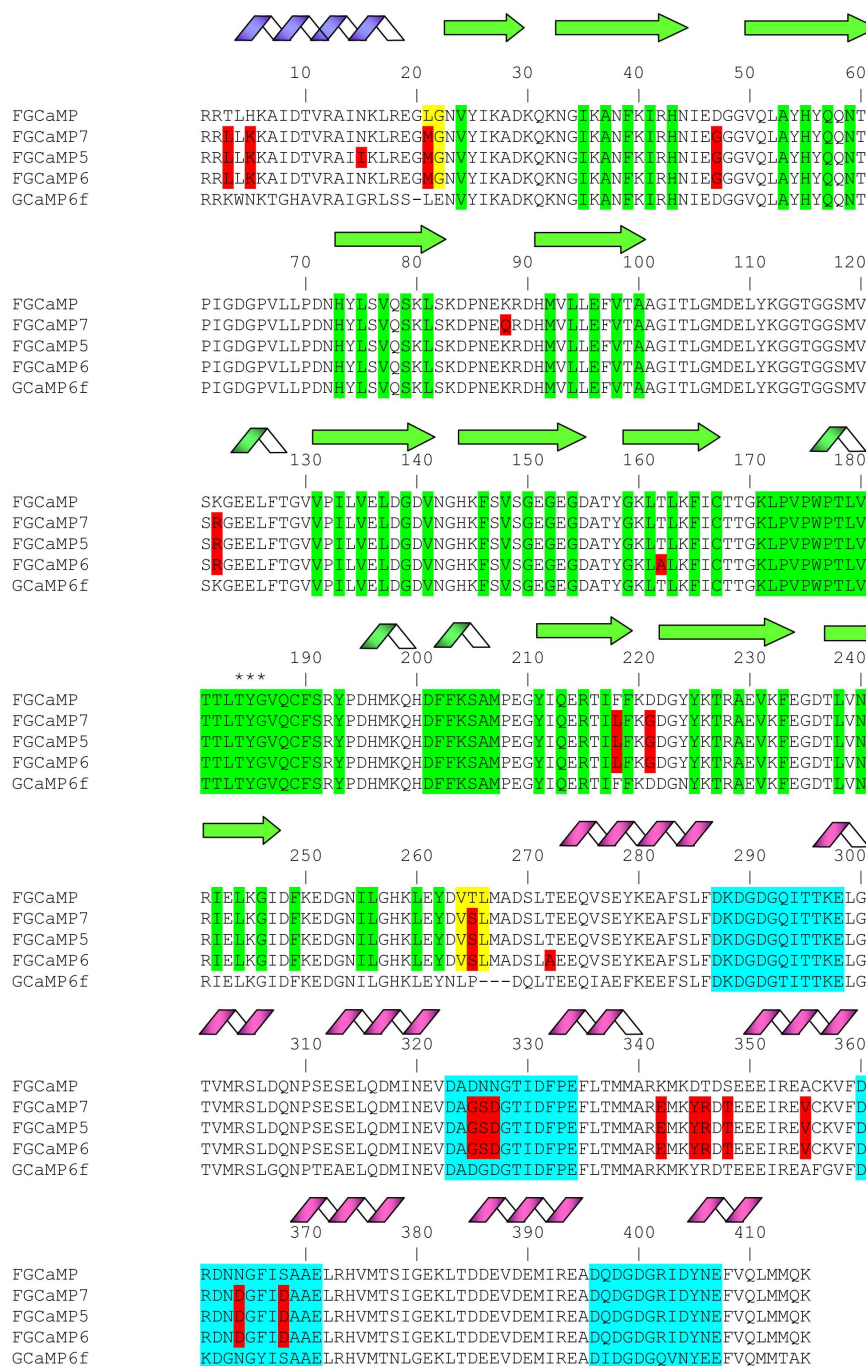 10 20 30 40 50 60
FGCaMP RRTLHKAIDTVRAINKLREGLGNVYIKADKQKNGIKANFKIRHNIEDGGVQLAYHYQQNT
FGCaMP7 RRLLKKAIDTVRAINKLREGMGNVYIKADKQKNGIKANFKIRHNIEGGGVQLAYHYQQNT
FGCaMP5 RRLLKKAIDTVRAIIKLREGMGNVYIKADKQKNGIKANFKIRHNIEGGGVQLAYHYQQNT
FGCaMP6 RRLLKKAIDTVRAINKLREGMGNVYIKADKQKNGIKANFKIRHNIEGGGVQLAYHYQQNT
GCaMP6f RRKWNKTGHAVRAIGRLSS-LENVYIKADKQKNGIKANFKIRHNIEDGGVQLAYHYQQNT
70 80 90 100 110 120
FGCaMP PIGDGPVLLPDNHYLSVQSKLSKDPNEKRDHMVLLEFVTAAGITLGMDELYKGGTGGSMV
FGCaMP7 PIGDGPVLLPDNHYLSVQSKLSKDPNEQRDHMVLLEFVTAAGITLGMDELYKGGTGGSMV
FGCaMP5 PIGDGPVLLPDNHYLSVQSKLSKDPNEKRDHMVLLEFVTAAGITLGMDELYKGGTGGSMV
FGCaMP6 PIGDGPVLLPDNHYLSVQSKLSKDPNEKRDHMVLLEFVTAAGITLGMDELYKGGTGGSMV
GCaMP6f PIGDGPVLLPDNHYLSVQSKLSKDPNEKRDHMVLLEFVTAAGITLGMDELYKGGTGGSMV
130 140 150 160 170 180
FGCaMP SKGEELFTGVVPILVELDGDVNGHKFSVSGEGEGDATYGKLTLKFICTTGKLPVPWPTLV
FGCaMP7 SRGEELFTGVVPILVELDGDVNGHKFSVSGEGEGDATYGKLTLKFICTTGKLPVPWPTLV
FGCaMP5 SRGEELFTGVVPILVELDGDVNGHKFSVSGEGEGDATYGKLTLKFICTTGKLPVPWPTLV
FGCaMP6 SRGEELFTGVVPILVELDGDVNGHKFSVSGEGEGDATYGKLALKFICTTGKLPVPWPTLV
GCaMP6f SKGEELFTGVVPILVELDGDVNGHKFSVSGEGEGDATYGKLTLKFICTTGKLPVPWPTLV
*** 190 200 210 220 230 240
FGCaMP TTLTYGVQCFSRYPDHMKQHDFFKSAMPEGYIQERTIFFKDDGYYKTRAEVKFEGDTLVN
FGCaMP7 TTLTYGVQCFSRYPDHMKQHDFFKSAMPEGYIQERTILFKGDGYYKTRAEVKFEGDTLVN
FGCaMP5 TTLTYGVQCFSRYPDHMKQHDFFKSAMPEGYIQERTILFKGDGYYKTRAEVKFEGDTLVN
FGCaMP6 TTLTYGVQCFSRYPDHMKQHDFFKSAMPEGYIQERTILFKGDGYYKTRAEVKFEGDTLVN
GCaMP6f TTLTYGVQCFSRYPDHMKQHDFFKSAMPEGYIQERTIFFKDDGNYKTRAEVKFEGDTLVN
250 260 270 280 290 300
FGCaMP RIELKGIDFKEDGNILGHKLEYDVTLMADSLTEEQVSEYKEAFSLFDKDGDGQITTKELG
FGCaMP7 RIELKGIDFKEDGNILGHKLEYDVSLMADSLTEEQVSEYKEAFSLFDKDGDGQITTKELG
FGCaMP5 RIELKGIDFKEDGNILGHKLEYDVSLMADSLTEEQVSEYKEAFSLFDKDGDGQITTKELG
FGCaMP6 RIELKGIDFKEDGNILGHKLEYDVSLMADSLAEEQVSEYKEAFSLFDKDGDGQITTKELG
GCaMP6f RIELKGIDFKEDGNILGHKLEYNLP---DQLTEEQIAEFKEEFSLFDKDGDGTITTKELG
310 320 330 340 350 360
FGCaMP TVMRSLDQNPSESELQDMINEVDADNNGTIDFPEFLTMMARKMKDTDSEEEIREACKVFD
FGCaMP7 TVMRSLDQNPSESELQDMINEVDAGSDGTIDFPEFLTMMAREMKYRDTEEEIREVCKVFD
FGCaMP5 TVMRSLDQNPSESELQDMINEVDAGSDGTIDFPEFLTMMAREMKYRDTEEEIREVCKVFD
FGCaMP6 TVMRSLDQNPSESELQDMINEVDAGSDGTIDFPEFLTMMAREMKYRDTEEEIREVCKVFD
GCaMP6f TVMRSLGQNPTEAELQDMINEVDADGDGTIDFPEFLTMMARKMKYRDTEEEIREAFGVFD
370 380 390 400 410
FGCaMP RDNNGFISAAELRHVMTSIGEKLTDDEVDEMIREADQDGDGRIDYNEFVQLMMQK
FGCaMP7 RDNDGFIDAAELRHVMTSIGEKLTDDEVDEMIREADQDGDGRIDYNEFVQLMMQK
FGCaMP5 RDNDGFIDAAELRHVMTSIGEKLTDDEVDEMIREADQDGDGRIDYNEFVQLMMQK
FGCaMP6 RDNDGFIDAAELRHVMTSIGEKLTDDEVDEMIREADQDGDGRIDYNEFVQLMMQK
GCaMP6f KDGNGYISAAELRHVMTNLGEKLTDEEVDEMIREADIDGDGQVNYEEFVQMMTAK